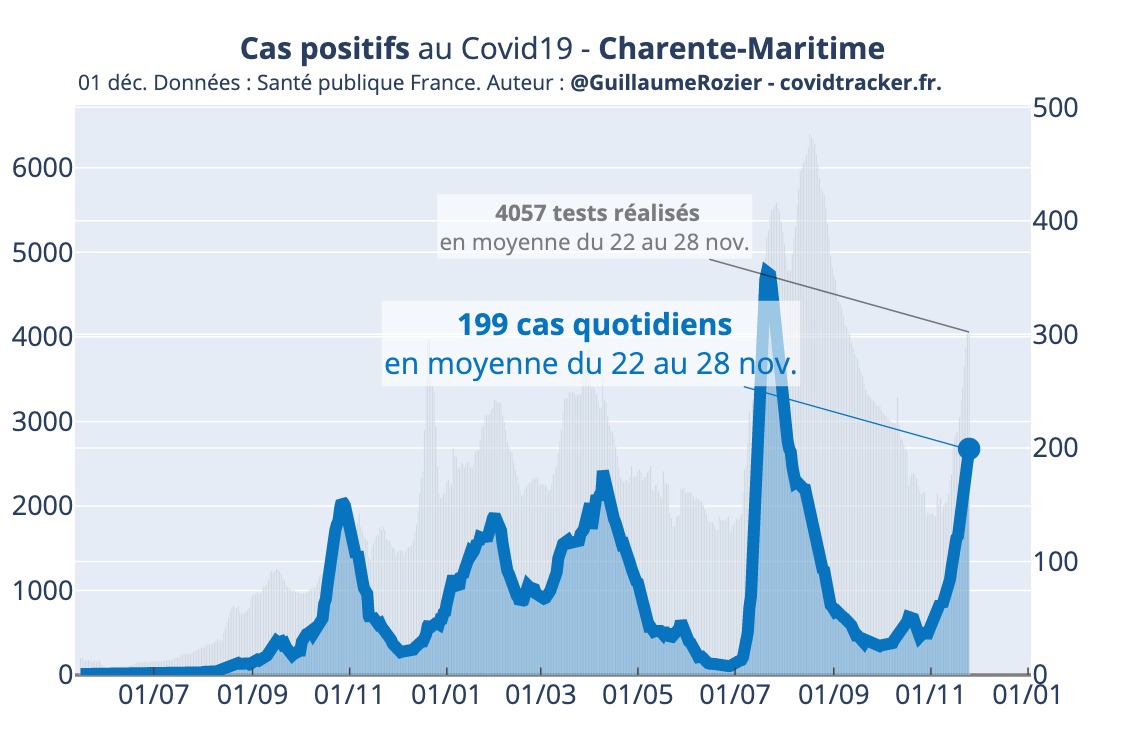 Cas positifs au Covid19 - Charente-Maritime
01 déc. Données : Santé publique France. Auteur : @GuillaumeRozier - covidtracker.fr.
500
6000
4057 tests réalisés
en moyenne du 22 au 28 nov.
400
5000
199 cas quotidiens
en moyenne du 22 au 28 nov.
4000
300
3000
200
2000
1000
100
0
0
01/07 01/09 01/11 01/01 01/03 01/05 01/07 01/09 01/11 01/01